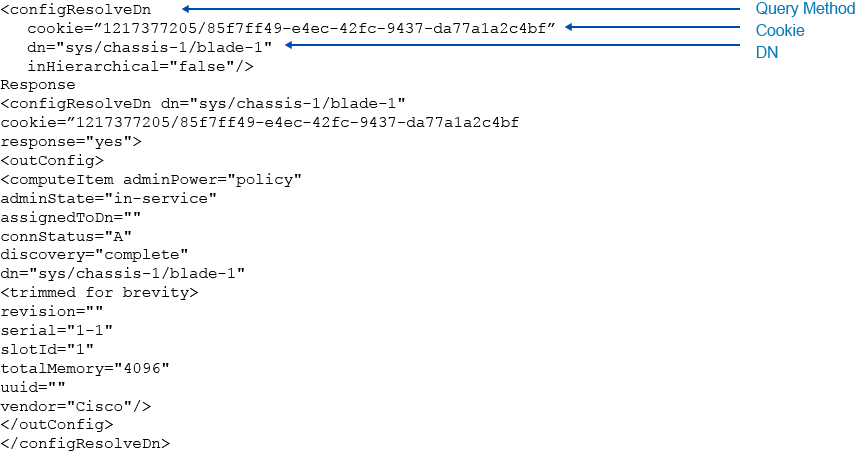 <configResolveDn Query Method
cookie=”1217377205/85f7ff49-e4ec-42fc-9437-da77a1a2c4bf” Cookie
dn="sys/chassis-1/blade-1" DN
inHierarchical="false"/>
Response
<configResolveDn dn="sys/chassis-1/blade-1"
cookie=”1217377205/85f7ff49-e4ec-42fc-9437-da77a1a2c4bf
response="yes">
<outConfig>
<computeItem adminPower="policy"
adminState="in-service"
assignedToDn=""
connStatus="A"
discovery="complete"
dn="sys/chassis-1/blade-1"
<trimmed for brevity>
revision=""
serial="1-1"
slotId="1"
totalMemory="4096"
uuid=""
vendor="Cisco"/>
</outConfig>
</configResolveDn>